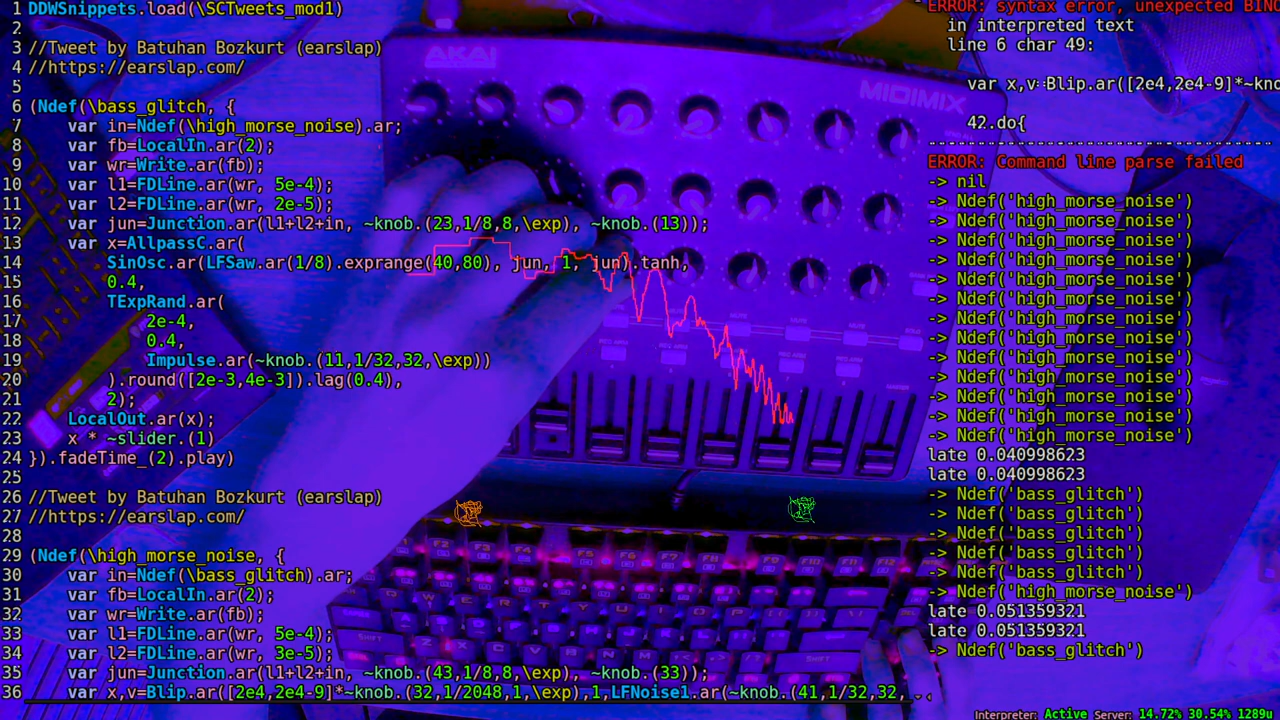 1 DDWSnippets.load(\SCTweets_mod1)
2
3 //Tweet by Batuhan Bozkurt (earslap)
4 //https://earslap.com/
5
6 (Ndef(\bass_glitch, {
7     var in=Ndef(\high_morse_noise).ar;
8     var fb=LocalIn.ar(2);
9     var wr=Write.ar(fb);
10     var l1=FDLine.ar(wr, 5e-4);
11     var l2=FDLine.ar(wr, 2e-5);
12     var jun=Junction.ar(l1+l2+in, ~knob.(23,1/8,8,\exp), ~knob.(13));
13     var x=AllpassC.ar(
14         SinOsc.ar(LFSaw.ar(1/8).exprange(40,80), jun, 1, jun).tanh,
15         0.4,
16         TExpRand.ar(
17             2e-4,
18             0.4,
19             Impulse.ar(~knob.(11,1/32,32,\exp))
20         ).round([2e-3,4e-3]).lag(0.4),
21         2);
22     LocalOut.ar(x);
23     x * ~slider.(1)
24 }).fadeTime_(2).play)
25
26 //Tweet by Batuhan Bozkurt (earslap)
27 //https://earslap.com/
28
29 (Ndef(\high_morse_noise, {
30     var in=Ndef(\bass_glitch).ar;
31     var fb=LocalIn.ar(2);
32     var wr=Write.ar(fb);
33     var l1=FDLine.ar(wr, 5e-4);
34     var l2=FDLine.ar(wr, 3e-5);
35     var jun=Junction.ar(l1+l2+in, ~knob.(43,1/8,8,\exp), ~knob.(33));
36     var x,v=Blip.ar([2e4,2e4-9]*~knob.(32,1/2048,1,\exp),1,LFNoise1.ar(~knob.(41,1/32,32,
ERROR: syntax error, unexpected BINO
in interpreted text
line 6 char 49:
var x,v=Blip.ar([2e4,2e4-9]*~kno
42.do{
-----------------------------------
ERROR: Command line parse failed
-> nil
-> Ndef('high_morse_noise')
-> Ndef('high_morse_noise')
-> Ndef('high_morse_noise')
-> Ndef('high_morse_noise')
-> Ndef('high_morse_noise')
-> Ndef('high_morse_noise')
-> Ndef('high_morse_noise')
-> Ndef('high_morse_noise')
-> Ndef('high_morse_noise')
-> Ndef('high_morse_noise')
-> Ndef('high_morse_noise')
-> Ndef('high_morse_noise')
-> Ndef('high_morse_noise')
late 0.040998623
late 0.040998623
-> Ndef('bass_glitch')
-> Ndef('bass_glitch')
-> Ndef('bass_glitch')
-> Ndef('bass_glitch')
-> Ndef('bass_glitch')
-> Ndef('high_morse_noise')
late 0.051359321
late 0.051359321
-> Ndef('bass_glitch')
Interpreter: Active Server: 14.72% 30.54% 1289u
AKAI
MIDIMIX
F2 F3 F4 F5 F6 F7 F8 F9
SHIFT
SHIFT